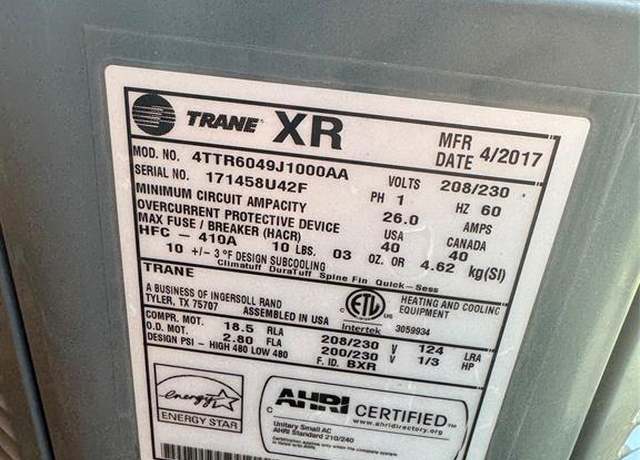 TRANE XR MFR DATE 4/2017
MOD. NO. 4TTR6049J1000AA VOLTS 208/230
SERIAL NO. 171458U42F PH 1 HZ 60
MINIMUM CIRCUIT AMPACITY 26.0 AMPS
OVERCURRENT PROTECTIVE DEVICE USA CANADA
MAX FUSE / BREAKER (HACR) 40 40
HFC - 410A 10 LBS. 03 OZ. OR 4.62 kg(SI)
10 +/- 3 °F DESIGN SUBCOOLING
Climatuff DuraTuff Spine Fin Quick-Sess
TRANE
A BUSINESS OF INGERSOLL RAND
TYLER, TX 75707 ASSEMBLED IN USA
ETL Intertek 3059934
HEATING AND COOLING EQUIPMENT
COMPR. MOT. 18.5 RLA 208/230 V 124 LRA
O.D. MOT. 2.80 FLA 200/230 V 1/3 HP
DESIGN PSI - HIGH 480 LOW 480 F. ID. BXR
energy
ENERGY STAR
AHRI CERTIFIED™
www.ahridirectory.org
Unitary Small AC
AHRI Standard 210/240